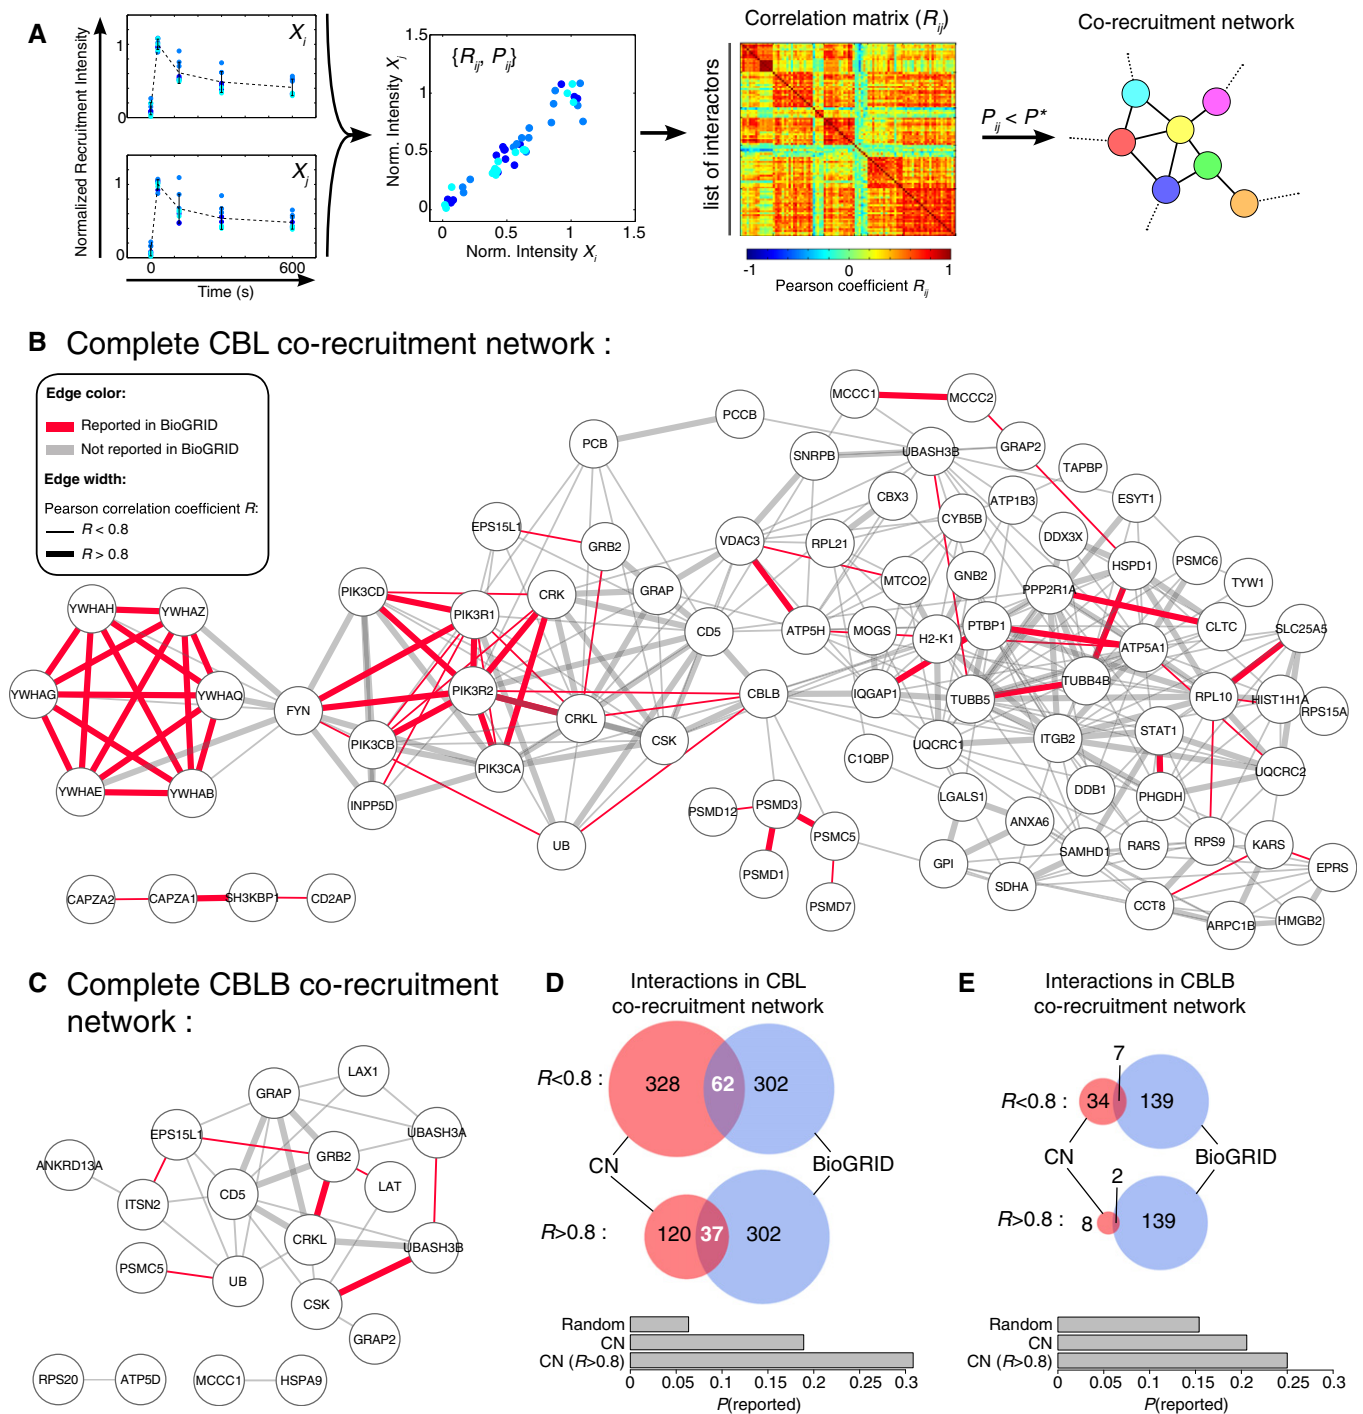 A
Normalized Recruitment Intensity
1
0
X_i
1
0
X_j
0
600
Time (s)
{R_ij, P_ij}
Norm. Intensity X_j
1.5
1
0.5
0
0
0.5
1
1.5
Norm. Intensity X_i
Correlation matrix (R_ij)
list of interactors
-1
0
1
Pearson coefficient R_ij
P_ij < P*
Co-recruitment network
B Complete CBL co-recruitment network :
Edge color:
Reported in BioGRID
Not reported in BioGRID
Edge width:
Pearson correlation coefficient R:
R < 0.8
R > 0.8
MCCC1
MCCC2
PCCB
PCB
SNRPB
UBASH3B
GRAP2
TAPBP
CBX3
ATP1B3
ESYT1
EPS15L1
GRB2
VDAC3
RPL21
CYB5B
DDX3X
PSMC6
HSPD1
MTCO2
GNB2
PPP2R1A
TYW1
YWHAH
YWHAZ
PIK3CD
PIK3R1
CRK
GRAP
CD5
ATP5H
MOGS
H2-K1
PTBP1
ATP5A1
CLTC
SLC25A5
YWHAG
YWHAQ
FYN
PIK3R2
CRKL
CBLB
IQGAP1
TUBB5
TUBB4B
RPL10
HIST1H1A
RPS15A
PIK3CB
CSK
UQCRC1
ITGB2
STAT1
PIK3CA
C1QBP
UQCRC2
YWHAE
YWHAB
INPP5D
PSMD12
PSMD3
LGALS1
DDB1
PHGDH
ANXA6
PSMC5
UB
GPI
SAMHD1
RARS
RPS9
KARS
EPRS
PSMD1
SDHA
CAPZA2
CAPZA1
SH3KBP1
CD2AP
PSMD7
CCT8
ARPC1B
HMGB2
C Complete CBLB co-recruitment
network :
LAX1
GRAP
EPS15L1
UBASH3A
GRB2
ANKRD13A
LAT
CD5
ITSN2
CRKL
UBASH3B
PSMC5
UB
CSK
GRAP2
RPS20
ATP5D
MCCC1
HSPA9
D
Interactions in CBL
co-recruitment network
R<0.8 :
328
62
302
CN
BioGRID
R>0.8 :
120
37
302
Random
CN
CN (R>0.8)
0
0.05
0.1
0.15
0.2
0.25
0.3
P(reported)
E
Interactions in CBLB
co-recruitment network
7
R<0.8 :
34
139
CN
BioGRID
2
R>0.8 :
8
139
Random
CN
CN (R>0.8)
0
0.05
0.1
0.15
0.2
0.25
0.3
P(reported)